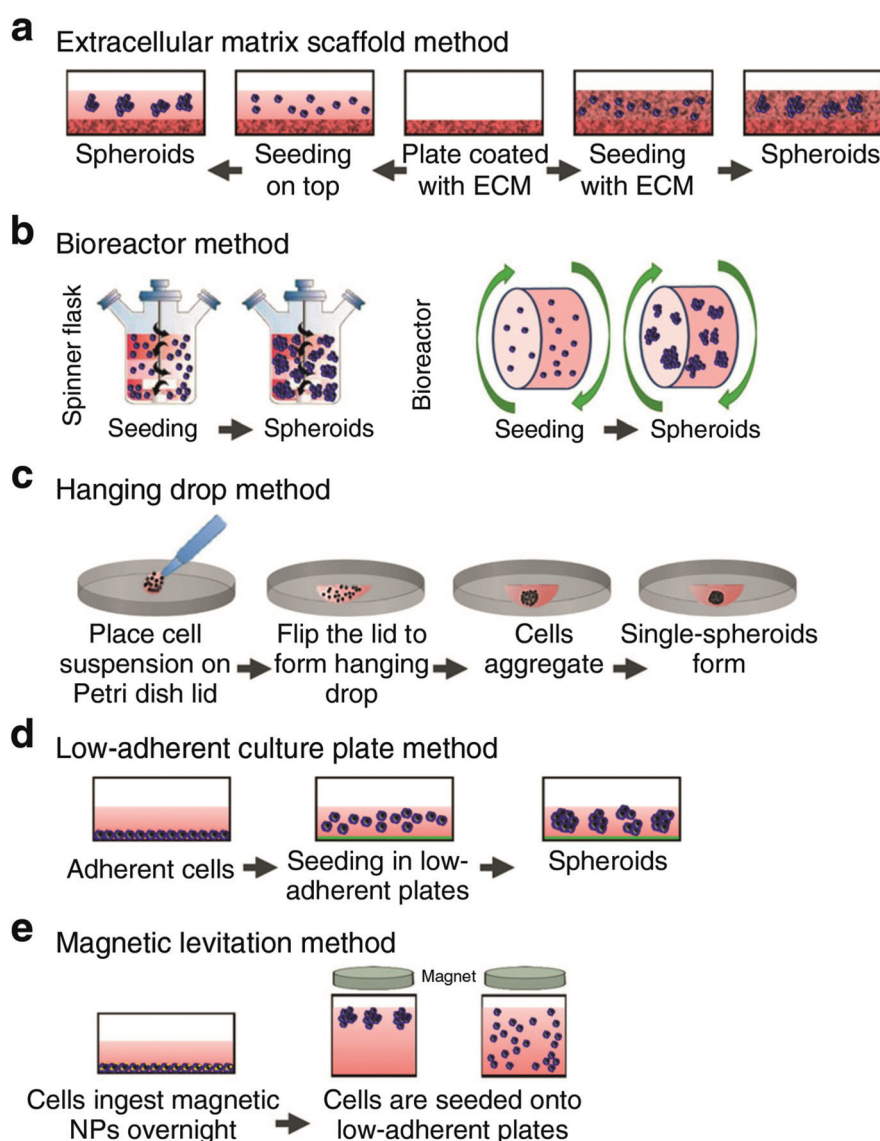 a
Extracellular matrix scaffold method
Spheroids
Seeding
on top
Plate coated
with ECM
Seeding
with ECM
Spheroids
b
Bioreactor method
Spinner flask
Seeding
Spheroids
Bioreactor
Seeding
Spheroids
c
Hanging drop method
Place cell
suspension on
Petri dish lid
Flip the lid to
form hanging
drop
Cells
aggregate
Single-spheroids
form
d
Low-adherent culture plate method
Adherent cells
Seeding in low-
adherent plates
Spheroids
e
Magnetic levitation method
Magnet
Cells ingest magnetic
NPs overnight
Cells are seeded onto
low-adherent plates